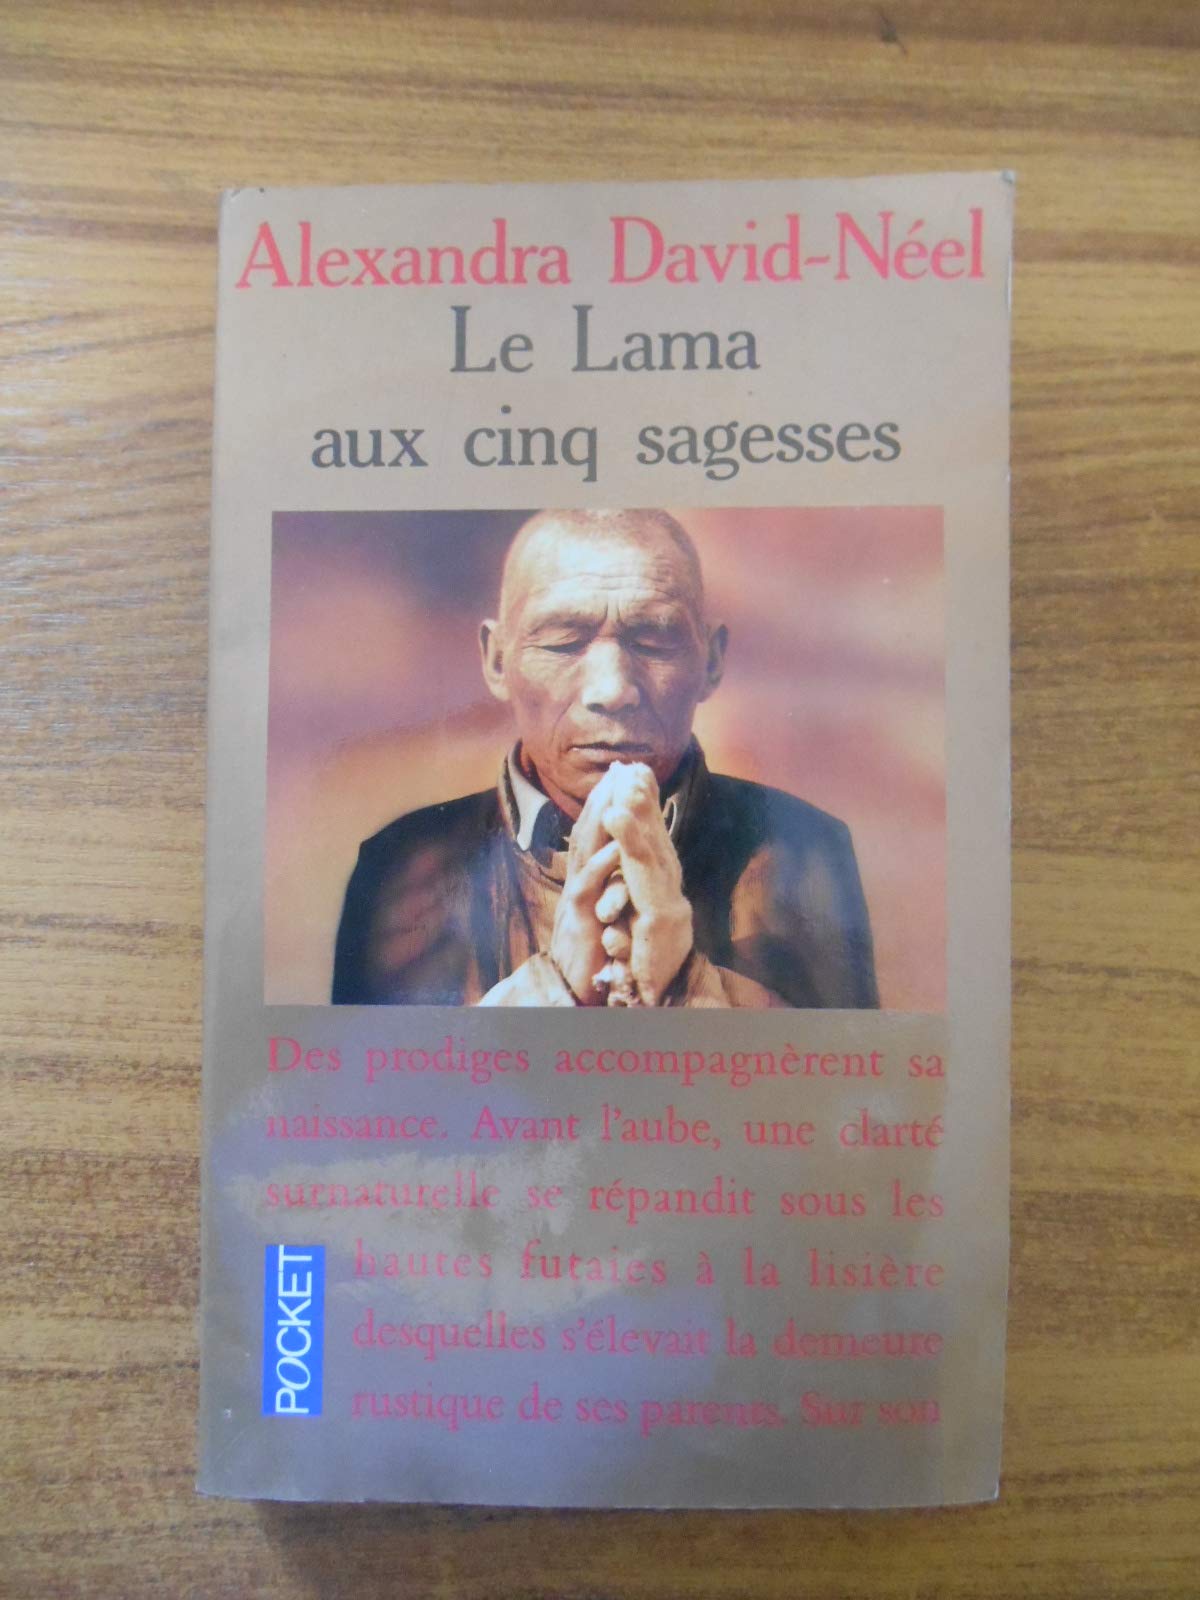 Alexandra David-Néel
Le Lama
aux cinq sagesses
Des prodiges accompagnèrent sa
naissance. Avant l'aube, une clarté
surnaturelle se répandit sous les
hautes futaies à la lisière
desquelles s'élevait la demeure
rustique de ses parents. Sur son
POCKET